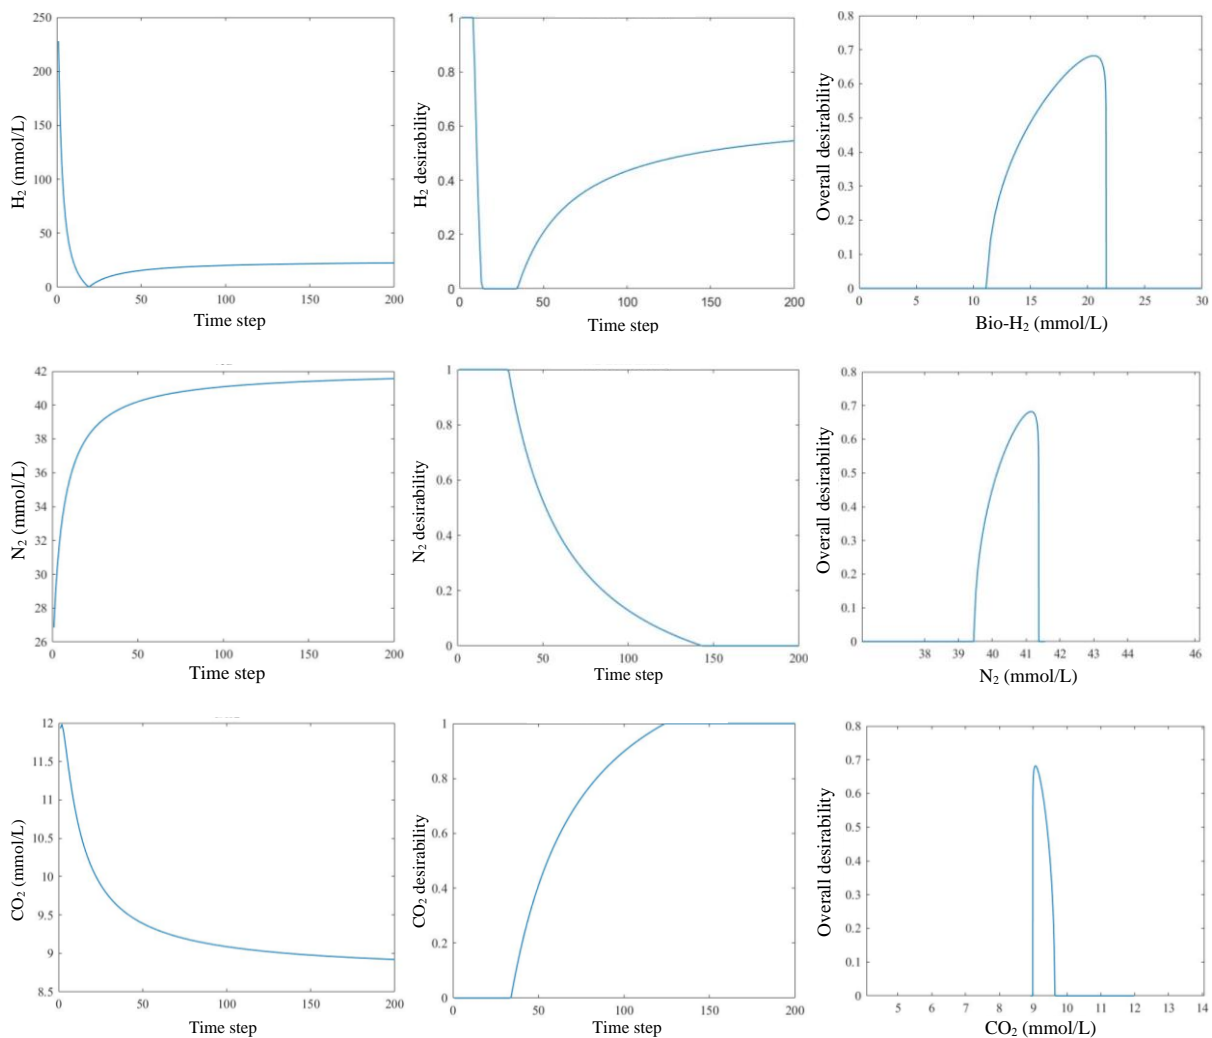 H₂ (mmol/L)
250
200
150
100
50
0
0 50 100 150 200
Time step
H₂ desirability
1
0.8
0.6
0.4
0.2
0
0 50 100 150 200
Time step
Overall desirability
0.8
0.7
0.6
0.5
0.4
0.3
0.2
0.1
0
0 5 10 15 20 25 30
Bio-H₂ (mmol/L)
N₂ (mmol/L)
42
40
38
36
34
32
30
28
26
0 50 100 150 200
Time step
N₂ desirability
1
0.8
0.6
0.4
0.2
0
0 50 100 150 200
Time step
Overall desirability
0.8
0.7
0.6
0.5
0.4
0.3
0.2
0.1
0
38 39 40 41 42 43 44 46
N₂ (mmol/L)
CO₂ (mmol/L)
12
11.5
11
10.5
10
9.5
9
8.5
0 50 100 150 200
Time step
CO₂ desirability
1
0.8
0.6
0.4
0.2
0
0 50 100 150 200
Time step
Overall desirability
0.8
0.7
0.6
0.5
0.4
0.3
0.2
0.1
0
5 6 7 8 9 10 11 12 13 14
CO₂ (mmol/L)